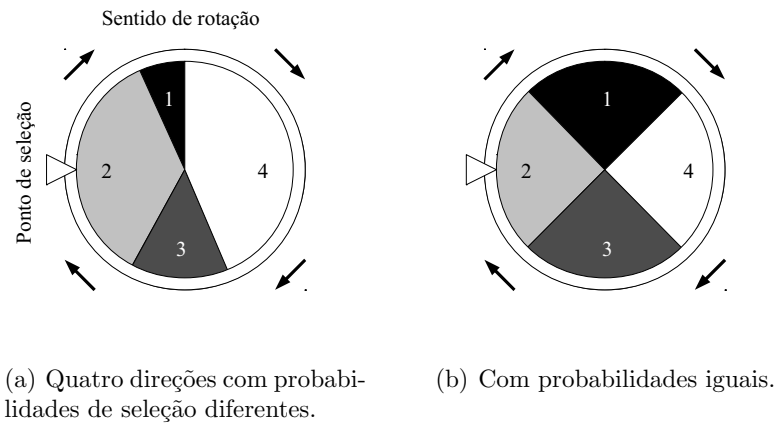 Sentido de rotação
Ponto de seleção
1
2
3
4
1
2
3
4
(a) Quatro direções com probabi-
lidades de seleção diferentes.
(b) Com probabilidades iguais.